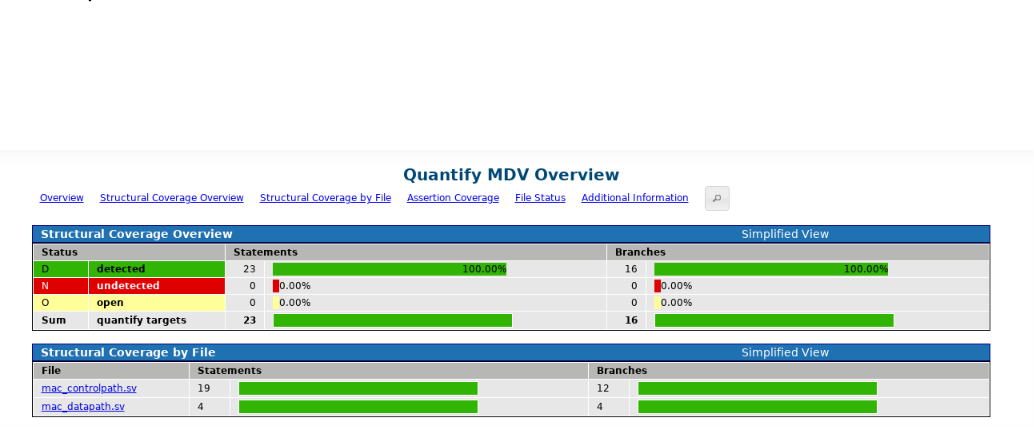 Quantify MDV Overview
Overview Structural Coverage Overview Structural Coverage by File Assertion Coverage File Status Additional Information
Structural Coverage Overview Simplified View
Status Statements Branches
D detected 23 100.00% 16 100.00%
N undetected 0 0.00% 0 0.00%
O open 0 0.00% 0 0.00%
Sum quantify targets 23 16
Structural Coverage by File Simplified View
File Statements Branches
mac_controlpath.sv 19 12
mac_datapath.sv 4 4